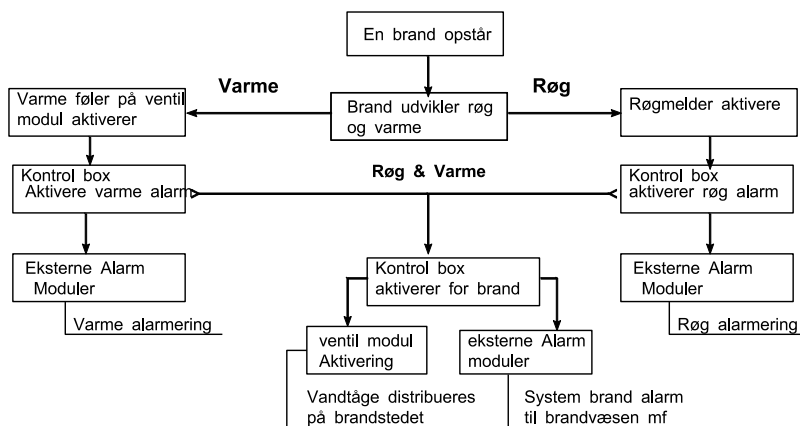 En brand opstår
Varme
Røg
Varme føler på ventil
modul aktiverer
Brand udvikler røg
og varme
Røgmelder aktivere
Kontrol box
Aktivere varme alarm
Røg & Varme
Kontrol box
aktiverer røg alarm
Eksterne Alarm
Moduler
Kontrol box
aktiverer for brand
Eksterne Alarm
Moduler
Varme alarmering
Røg alarmering
ventil modul
Aktivering
eksterne Alarm
moduler
Vandtåge distribueres
på brandstedet
System brand alarm
til brandvæsen mf